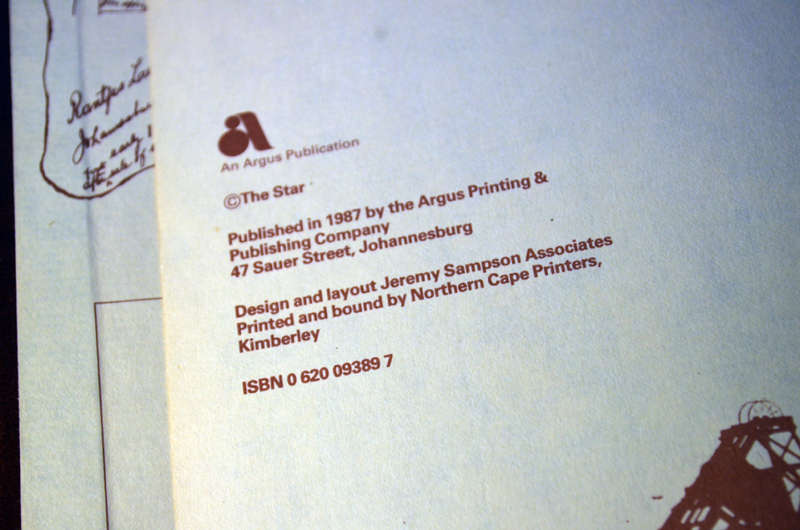 An Argus Publication
©The Star
Published in 1987 by the Argus Printing &
Publishing Company
47 Sauer Street, Johannesburg
Design and layout Jeremy Sampson Associates
Printed and bound by Northern Cape Printers,
Kimberley
ISBN 0 620 09389 7